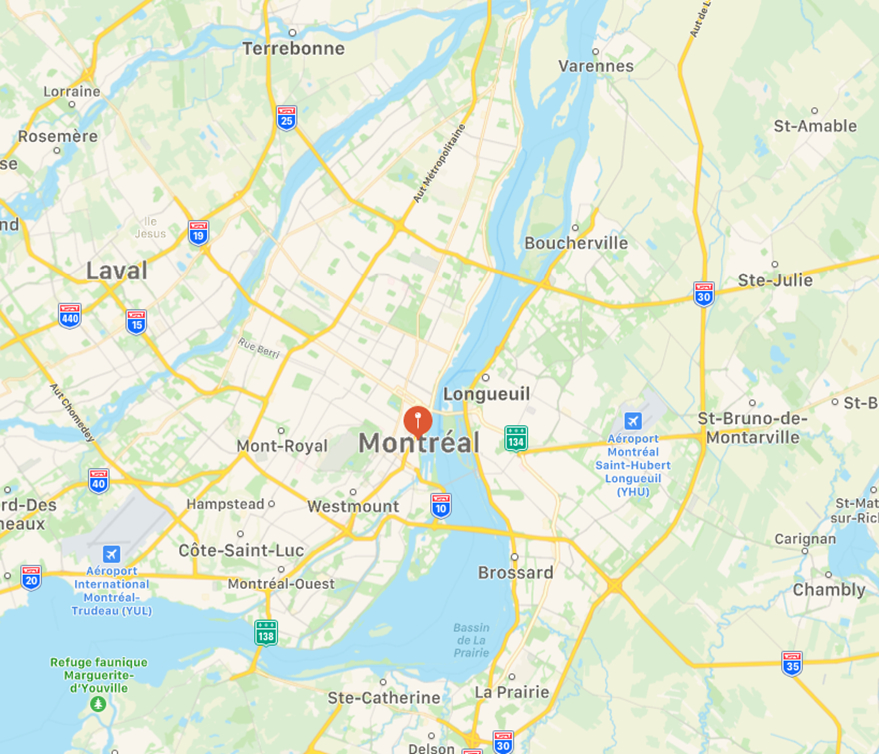 Terrebonne
Varennes
Aut de L
Lorraine
25
St-Amable
Rosemère
Aut Métropolitaine
se
Ile
Jésus
nd
19
Boucherville
Laval
Ste-Julie
30
440
15
Rue Berri
Longueuil
Aut Chomedey
St-Bruno-de-
Montarville
St-B
Montréal
134
Mont-Royal
Aéroport
Montréal
Saint-Hubert
Longueuil
(YHU)
40
rd-Des
neaux
Hampstead
Westmount
10
St-Mat
sur-Rich
Carignan
Côte-Saint-Luc
20
Aéroport
International
Montréal-
Trudeau (YUL)
Montréal-Ouest
Brossard
Chambly
138
Bassin
de La
Prairie
Refuge faunique
Marguerite-
d'Youville
35
Ste-Catherine
La Prairie
Delson
30